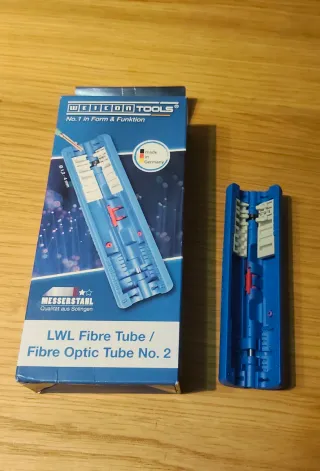 WEICON TOOLS®
No.1 in Form & Funktion
made
in
Germany
MESSERSTAHL
Qualität aus Solingen
LWL Fibre Tube /
Fibre Optic Tube No. 2